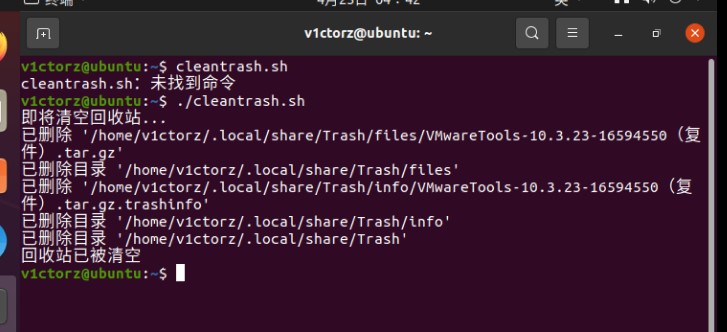 终端
4月25日 04：42
英
v1ctorz@ubuntu: ~
v1ctorz@ubuntu:~$ cleantrash.sh
cleantrash.sh：未找到命令
v1ctorz@ubuntu:~$ ./cleantrash.sh
即将清空回收站...
已删除 '/home/v1ctorz/.local/share/Trash/files/VMwareTools-10.3.23-16594550（复
件）.tar.gz'
已删除目录 '/home/v1ctorz/.local/share/Trash/files'
已删除 '/home/v1ctorz/.local/share/Trash/info/VMwareTools-10.3.23-16594550（复
件）.tar.gz.trashinfo'
已删除目录 '/home/v1ctorz/.local/share/Trash/info'
已删除目录 '/home/v1ctorz/.local/share/Trash'
回收站已被清空
v1ctorz@ubuntu:~$